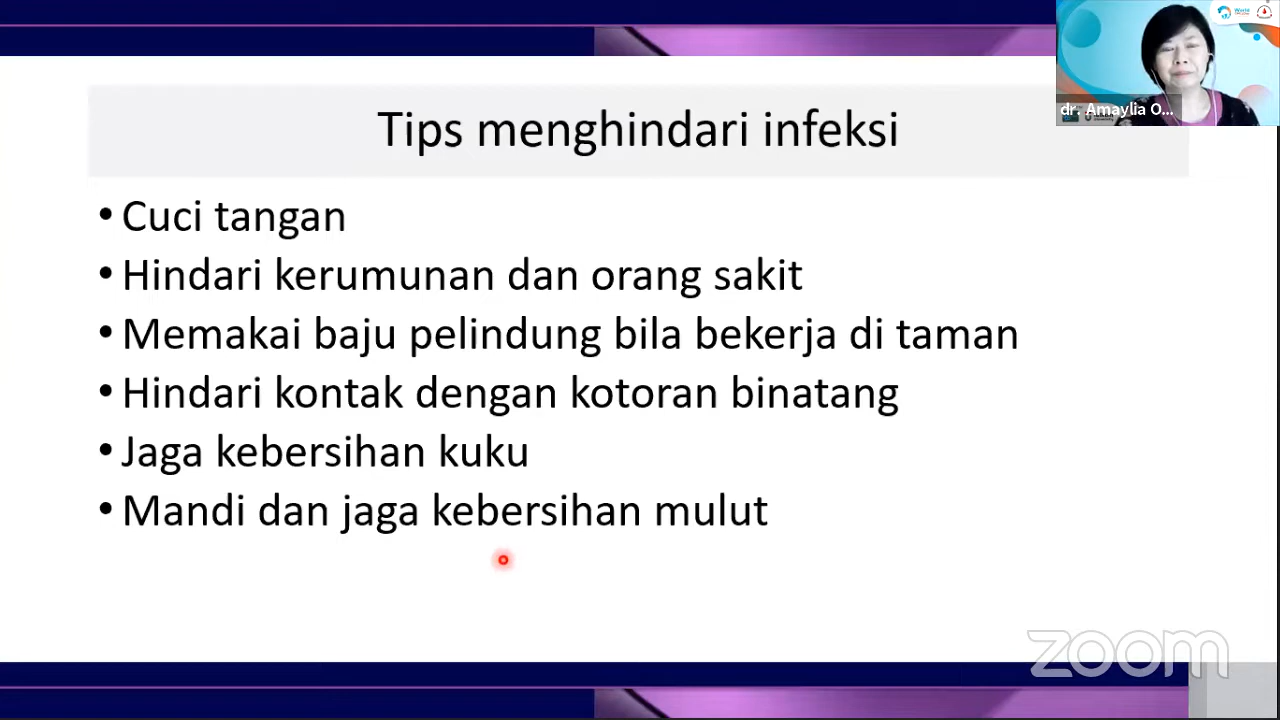 World
dr. Amaylia O...
Tips menghindari infeksi
• Cuci tangan
• Hindari kerumunan dan orang sakit
• Memakai baju pelindung bila bekerja di taman
• Hindari kontak dengan kotoran binatang
• Jaga kebersihan kuku
• Mandi dan jaga kebersihan mulut
zoom